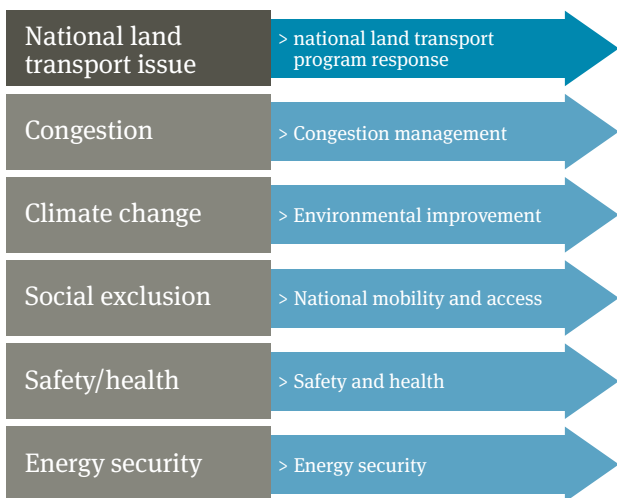 National land
transport issue
> national land transport
program response
Congestion
> Congestion management
Climate change
> Environmental improvement
Social exclusion
> National mobility and access
Safety/health
> Safety and health
Energy security
> Energy security